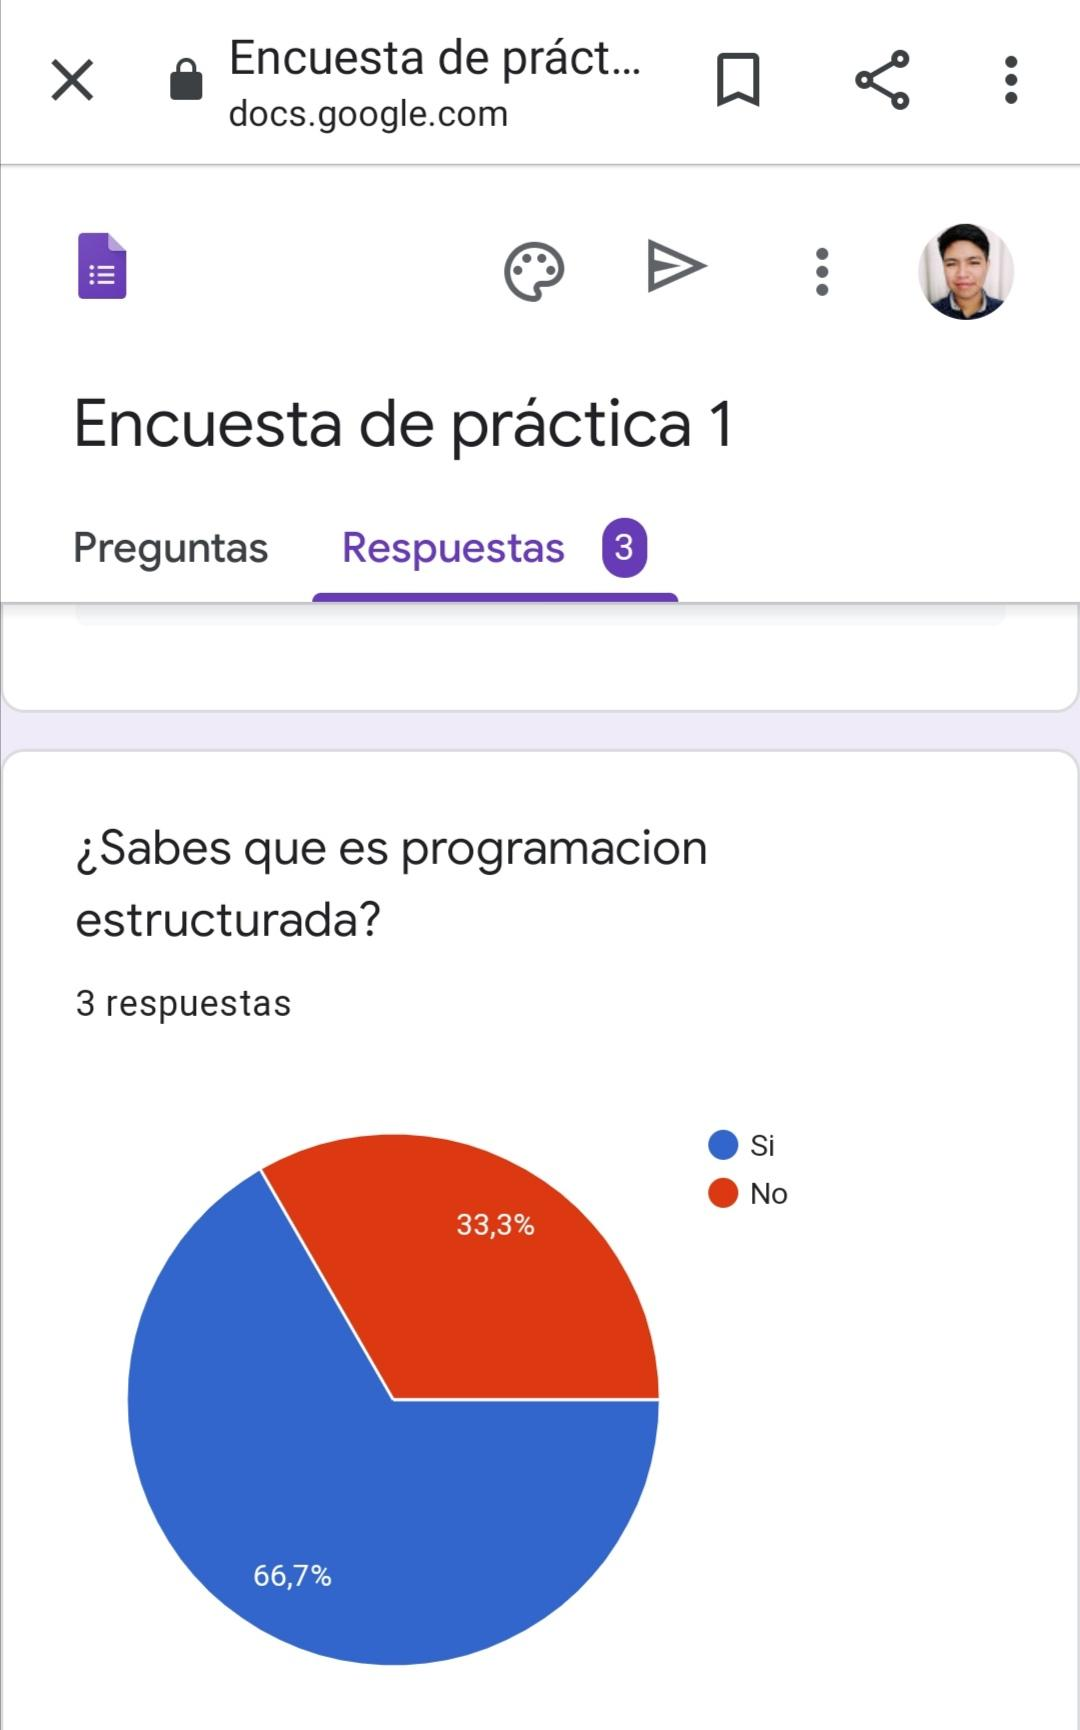 Encuesta de práct...
docs.google.com
Encuesta de práctica 1
Preguntas
Respuestas
3
¿Sabes que es programacion
estructurada?
3 respuestas
Si
No
33,3%
66,7%